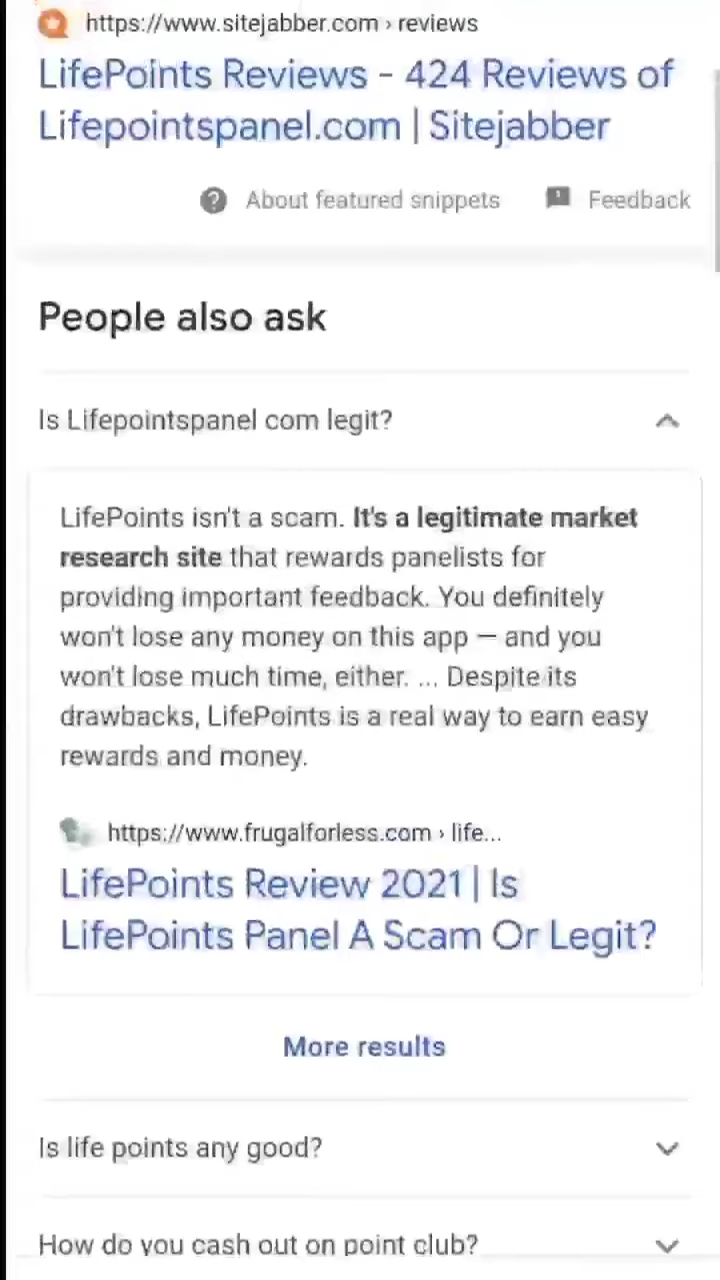 https://www.sitejabber.com › reviews
LifePoints Reviews - 424 Reviews of
Lifepointspanel.com | Sitejabber
About featured snippets Feedback
People also ask
Is Lifepointspanel com legit?
LifePoints isn't a scam. It's a legitimate market
research site that rewards panelists for
providing important feedback. You definitely
won't lose any money on this app — and you
won't lose much time, either. ... Despite its
drawbacks, LifePoints is a real way to earn easy
rewards and money.
https://www.frugalforless.com › life...
LifePoints Review 2021 | Is
LifePoints Panel A Scam Or Legit?
More results
Is life points any good?
How do you cash out on point club?